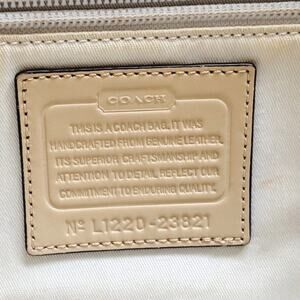 COACH
THIS IS A COACH BAG. IT WAS
HANDCRAFTED FROM GENUINE LEATHER.
ITS SUPERIOR CRAFTSMANSHIP AND
ATTENTION TO DETAIL REFLECT OUR
COMMITMENT TO ENDURING QUALITY.
Nº L1220-23821